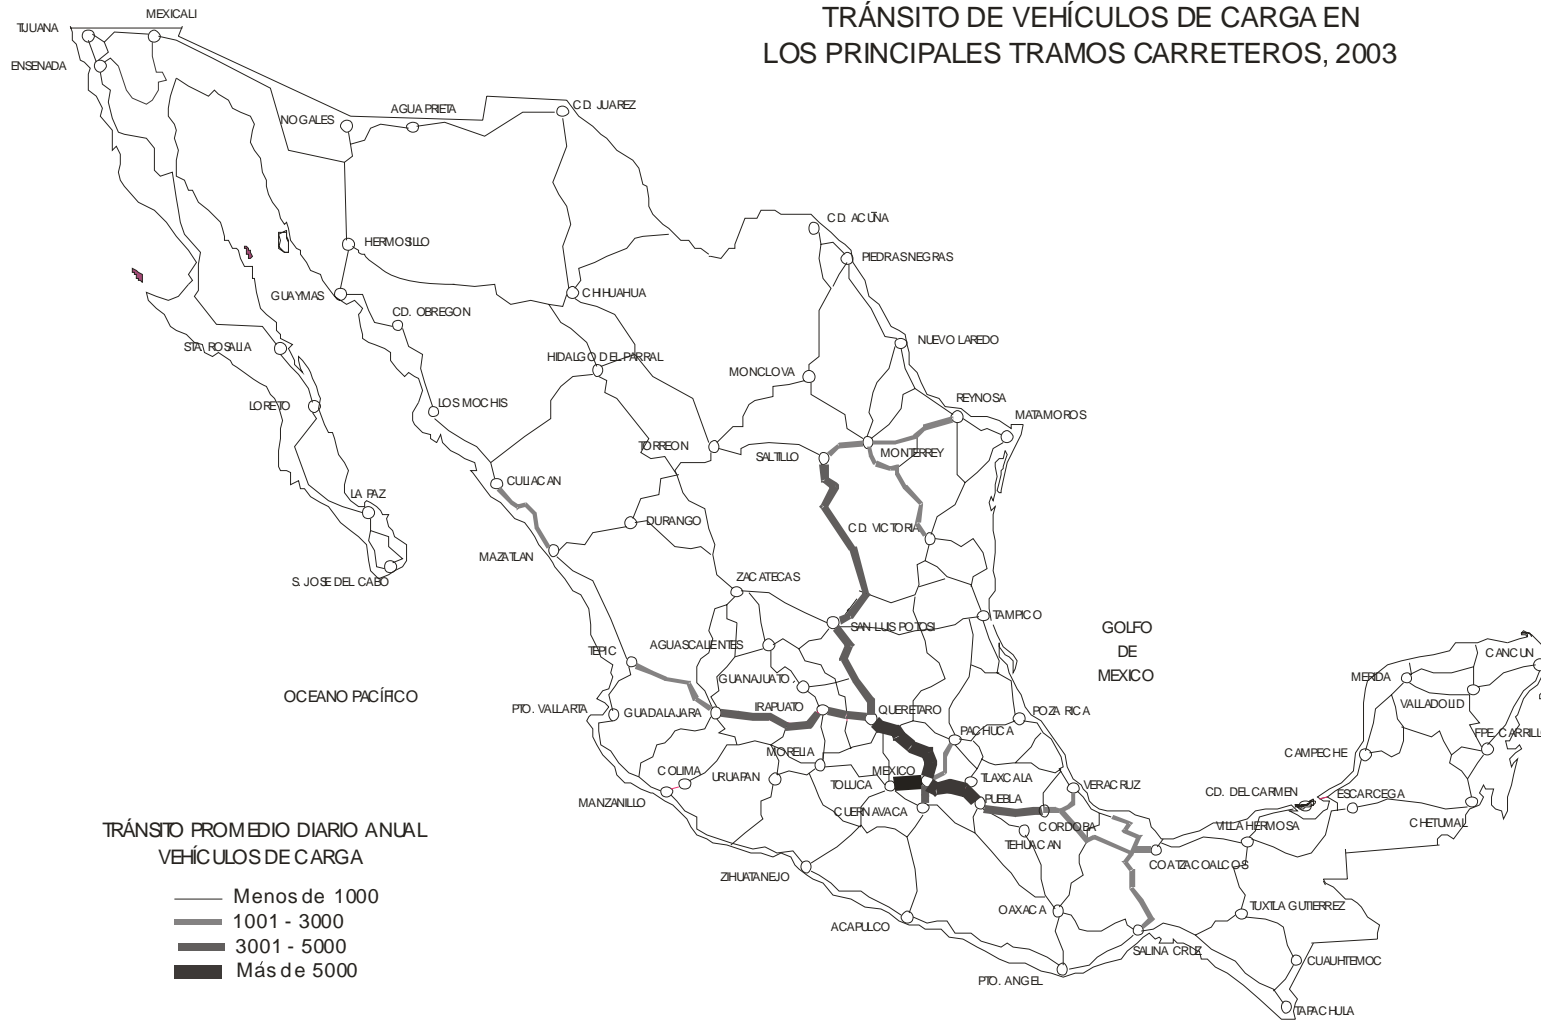 TRÁNSITO DE VEHÍCULOS DE CARGA EN
LOS PRINCIPALES TRAMOS CARRETEROS, 2003
MEXICALI
TIJUANA
ENSENADA
NOGALES
AGUA PRIETA
CD. JUAREZ
CD. ACUÑA
PIEDRAS NEGRAS
HERMOSILLO
GUAYMAS
CHIHUAHUA
CD. OBREGON
NUEVO LAREDO
STA. ROSALIA
HIDALGO DEL PARRAL
MONCLOVA
LORETO
LOS MOCHIS
REYNOSA
MATAMOROS
TORREON
SALTILLO
MONTERREY
CULIACAN
LA PAZ
DURANGO
CD. VICTORIA
MAZATLAN
S. JOSE DEL CABO
ZACATECAS
TAMPICO
SAN LUIS POTOSI
GOLFO
DE
MEXICO
AGUASCALIENTES
TEPIC
CANCUN
MERIDA
GUANAJUATO.
OCEANO PACÍFICO
VALLADOLID
PTO. VALLARTA
GUADALAJARA
IRAPUATO
QUERETARO
POZA RICA
PACHUCA
FPE. CARRILL
MORELIA
CAMPECHE
COLIMA
URUAPAN
TOLUCA
MEXICO
TLAXCALA
VERACRUZ
MANZANILLO
CUERNAVACA
PUEBLA
CD. DEL CARMEN
ESCARCEGA
CORDOBA
VILLA HERMOSA
CHETUMAL
TEHUACAN
COATZACOALCOS
ZIHUATANEJO
OAXACA
TUXTLA GUTIERREZ
ACAPULCO
SALINA CRUZ
CUAUHTEMOC
PTO. ANGEL
TAPACHULA
TRÁNSITO PROMEDIO DIARIO ANUAL
VEHÍCULOS DE CARGA
Menos de 1000
1001 - 3000
3001 - 5000
Más de 5000